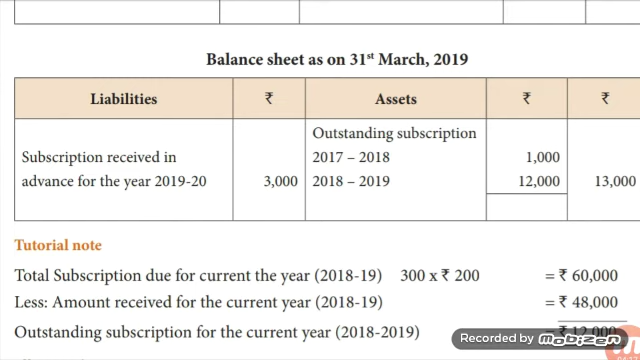 Balance sheet as on 31st March, 2019
Liabilities ₹ Assets ₹ ₹
Outstanding subscription
Subscription received in 2017 – 2018 1,000
advance for the year 2019-20 3,000 2018 – 2019 12,000 13,000
Tutorial note
Total Subscription due for current the year (2018-19) 300 x ₹ 200 = ₹ 60,000
Less: Amount received for the current year (2018-19) = ₹ 48,000
Outstanding subscription for the current year (2018-2019) = ₹ 12,000
Recorded by mobizen